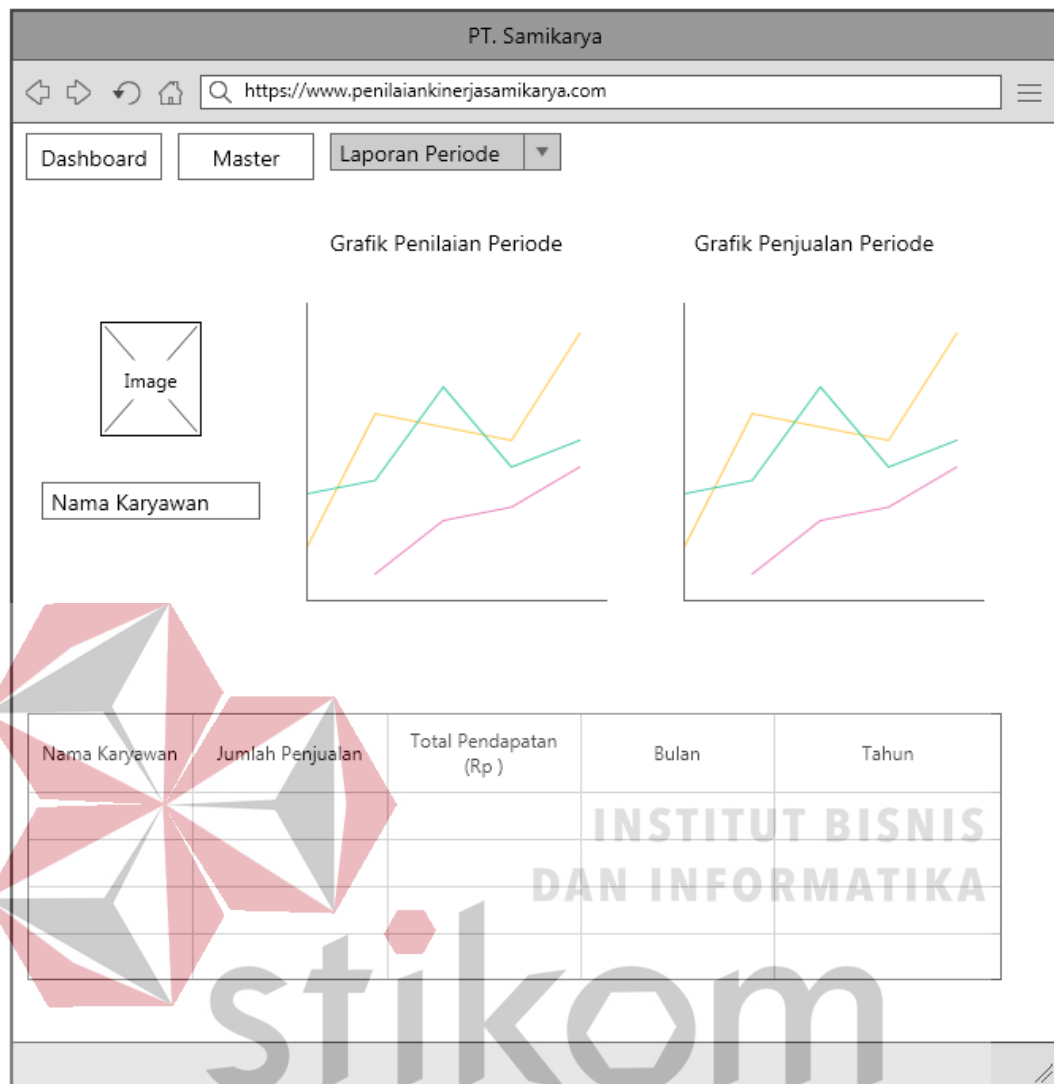 PT. Samikarya
https://www.penilaiankinerjasamikarya.com
Dashboard
Master
Laporan Periode
Grafik Penilaian Periode
Grafik Penjualan Periode
Image
Nama Karyawan
Nama Karyawan
Jumlah Penjualan
Total Pendapatan
(Rp )
Bulan
Tahun
INSTITUT BISNIS
DAN INFORMATIKA
stikom